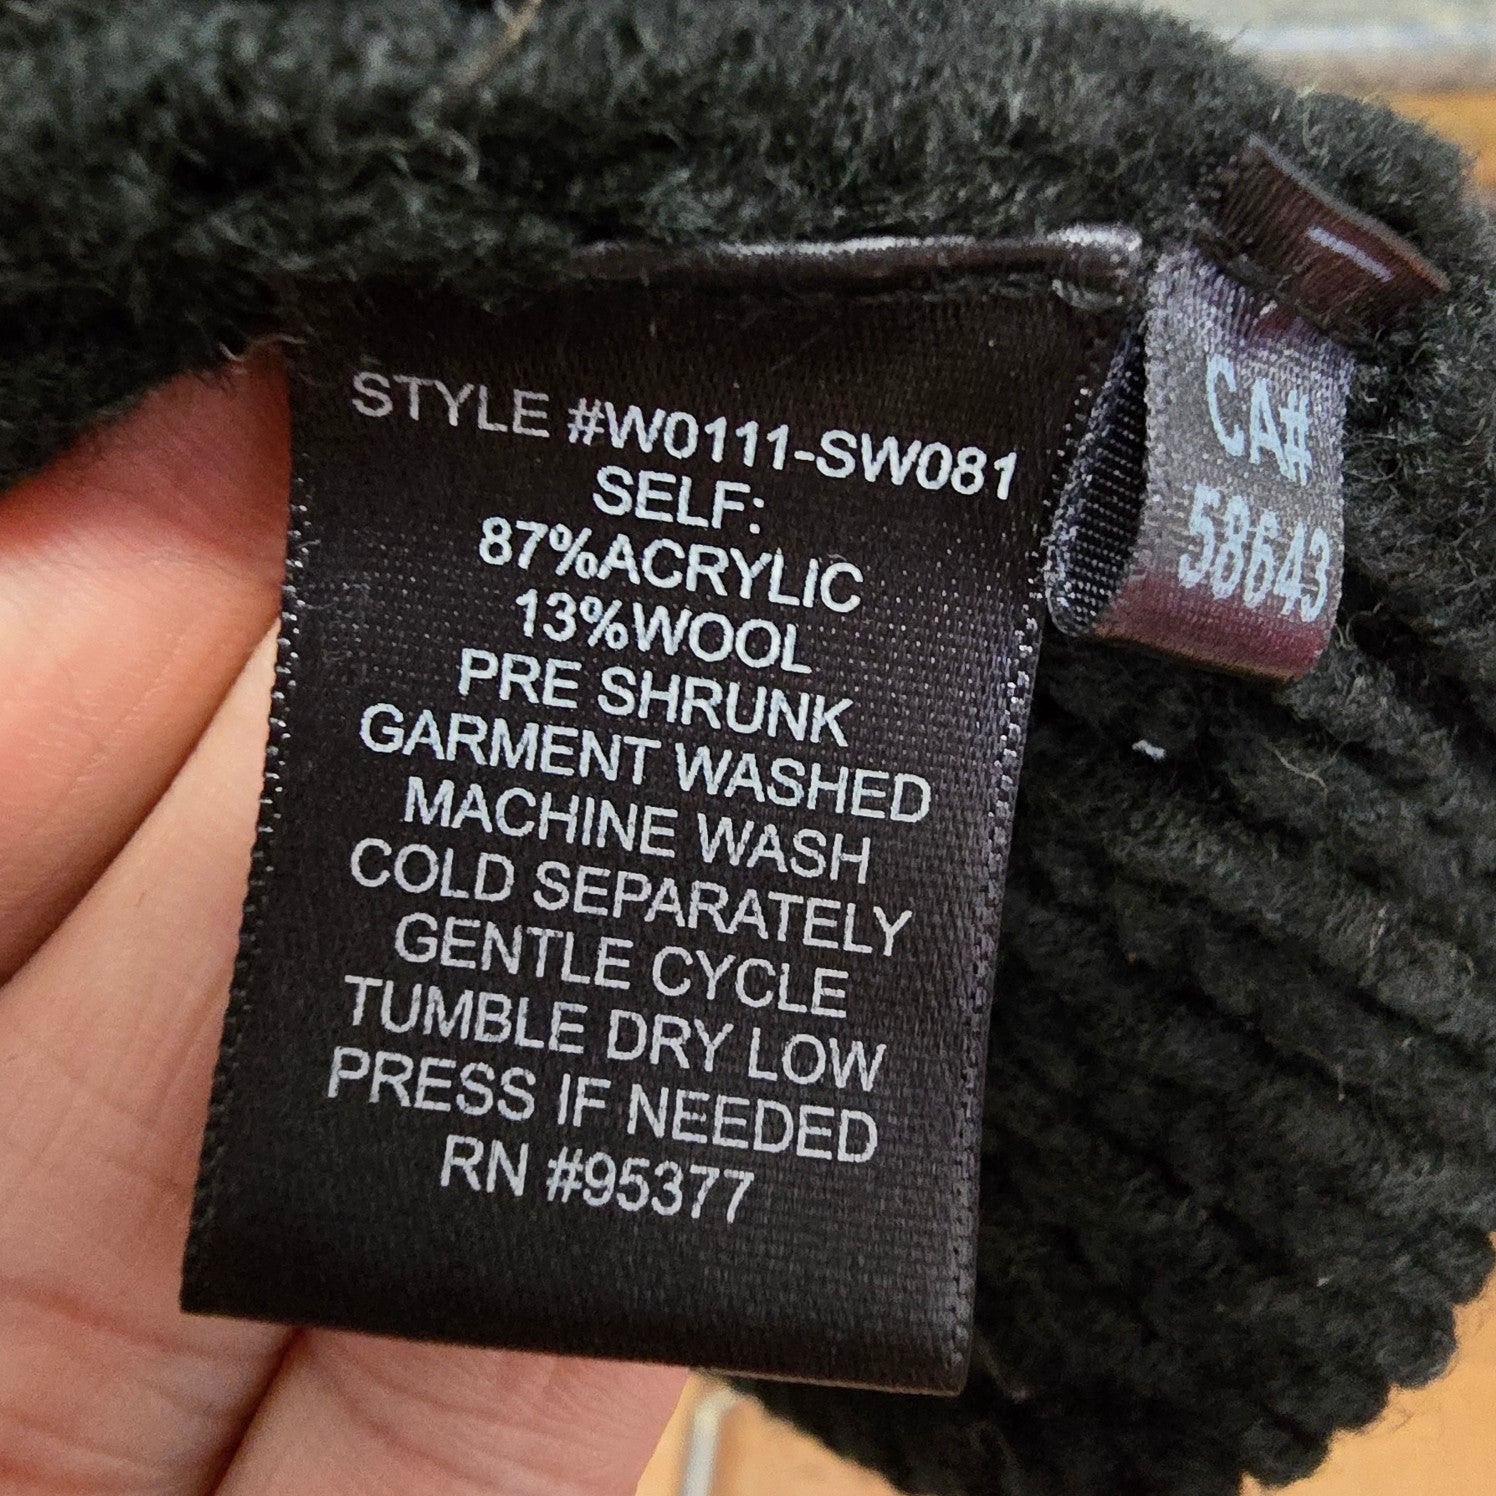 STYLE #W0111-SW081
SELF:
87%ACRYLIC
13%WOOL
PRE SHRUNK
GARMENT WASHED
MACHINE WASH
COLD SEPARATELY
GENTLE CYCLE
TUMBLE DRY LOW
PRESS IF NEEDED
RN #95377
CA#
58643